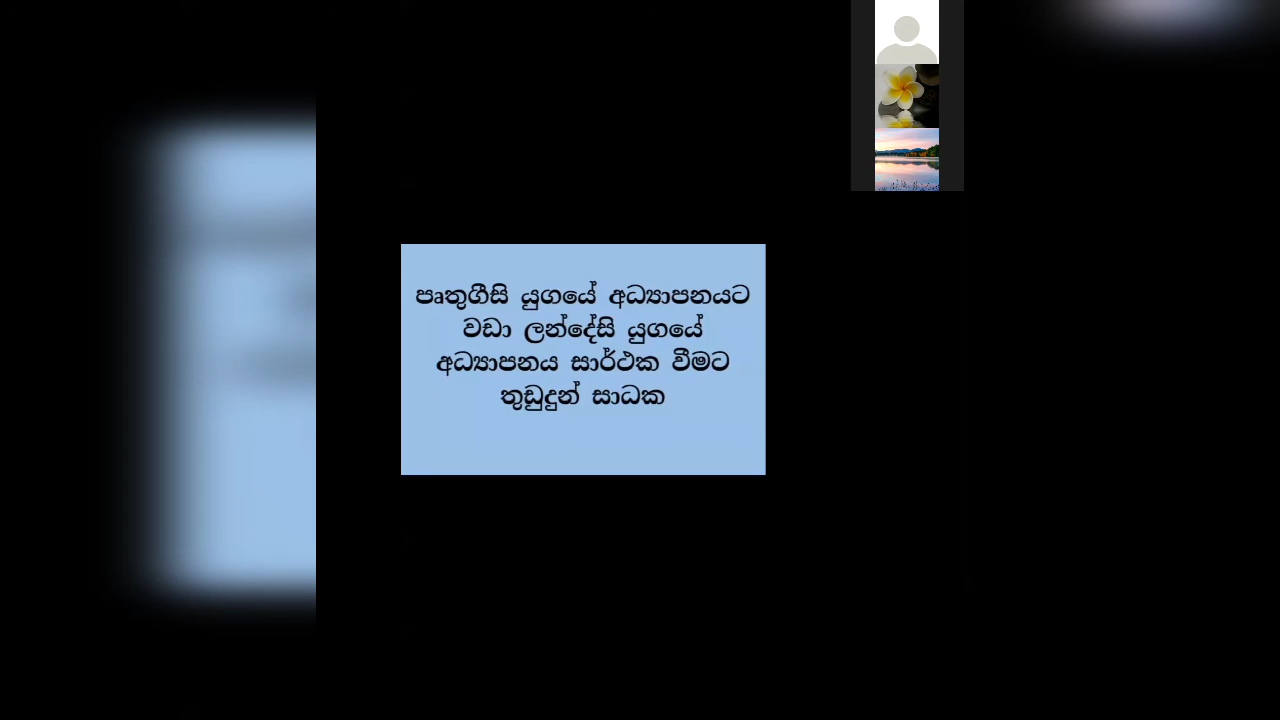 පෘතුගීසි යුගයේ අධ්‍යාපනයට
වඩා ලන්දේසි යුගයේ
අධ්‍යාපනය සාර්ථක වීමට
තුඩුදුන් සාධක